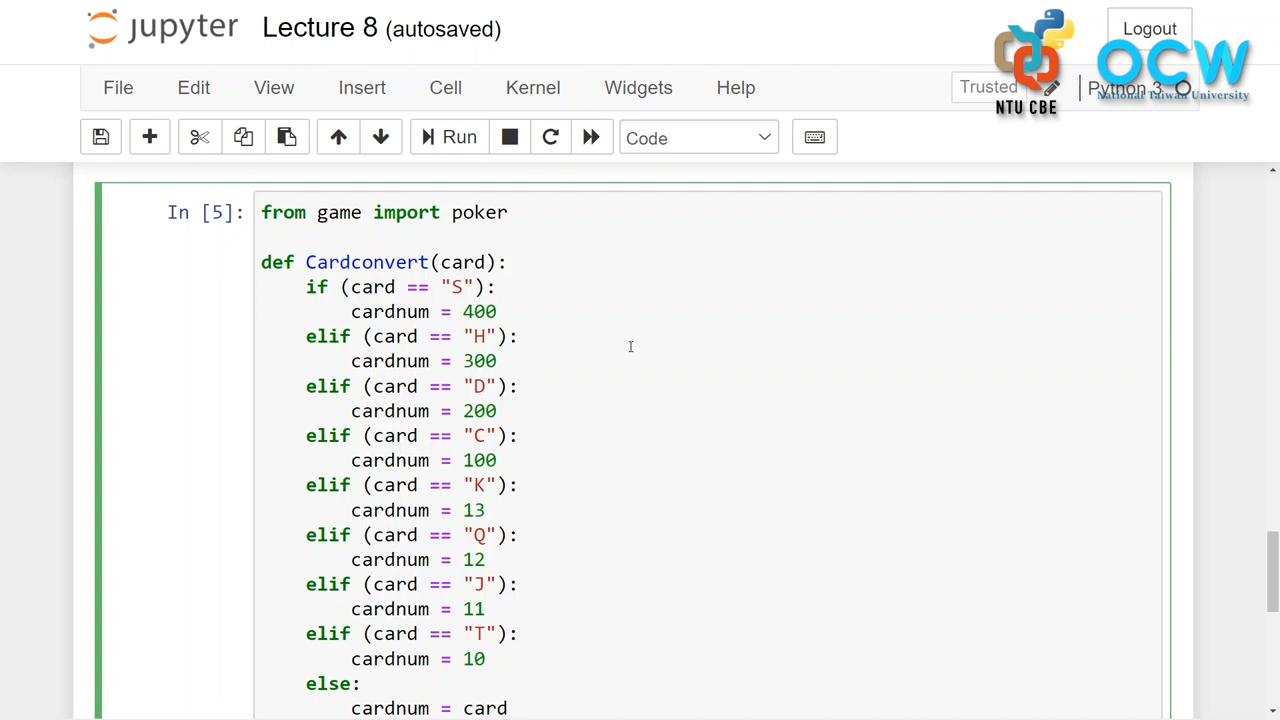 jupyter Lecture 8 (autosaved)
Logout
OCW
National Taiwan University
NTU CBE
File Edit View Insert Cell Kernel Widgets Help
Trusted
Python 3
Run
Code
In [5]:
from game import poker
def Cardconvert(card):
    if (card == "S"):
        cardnum = 400
    elif (card == "H"):
        cardnum = 300
    elif (card == "D"):
        cardnum = 200
    elif (card == "C"):
        cardnum = 100
    elif (card == "K"):
        cardnum = 13
    elif (card == "Q"):
        cardnum = 12
    elif (card == "J"):
        cardnum = 11
    elif (card == "T"):
        cardnum = 10
    else:
        cardnum = card